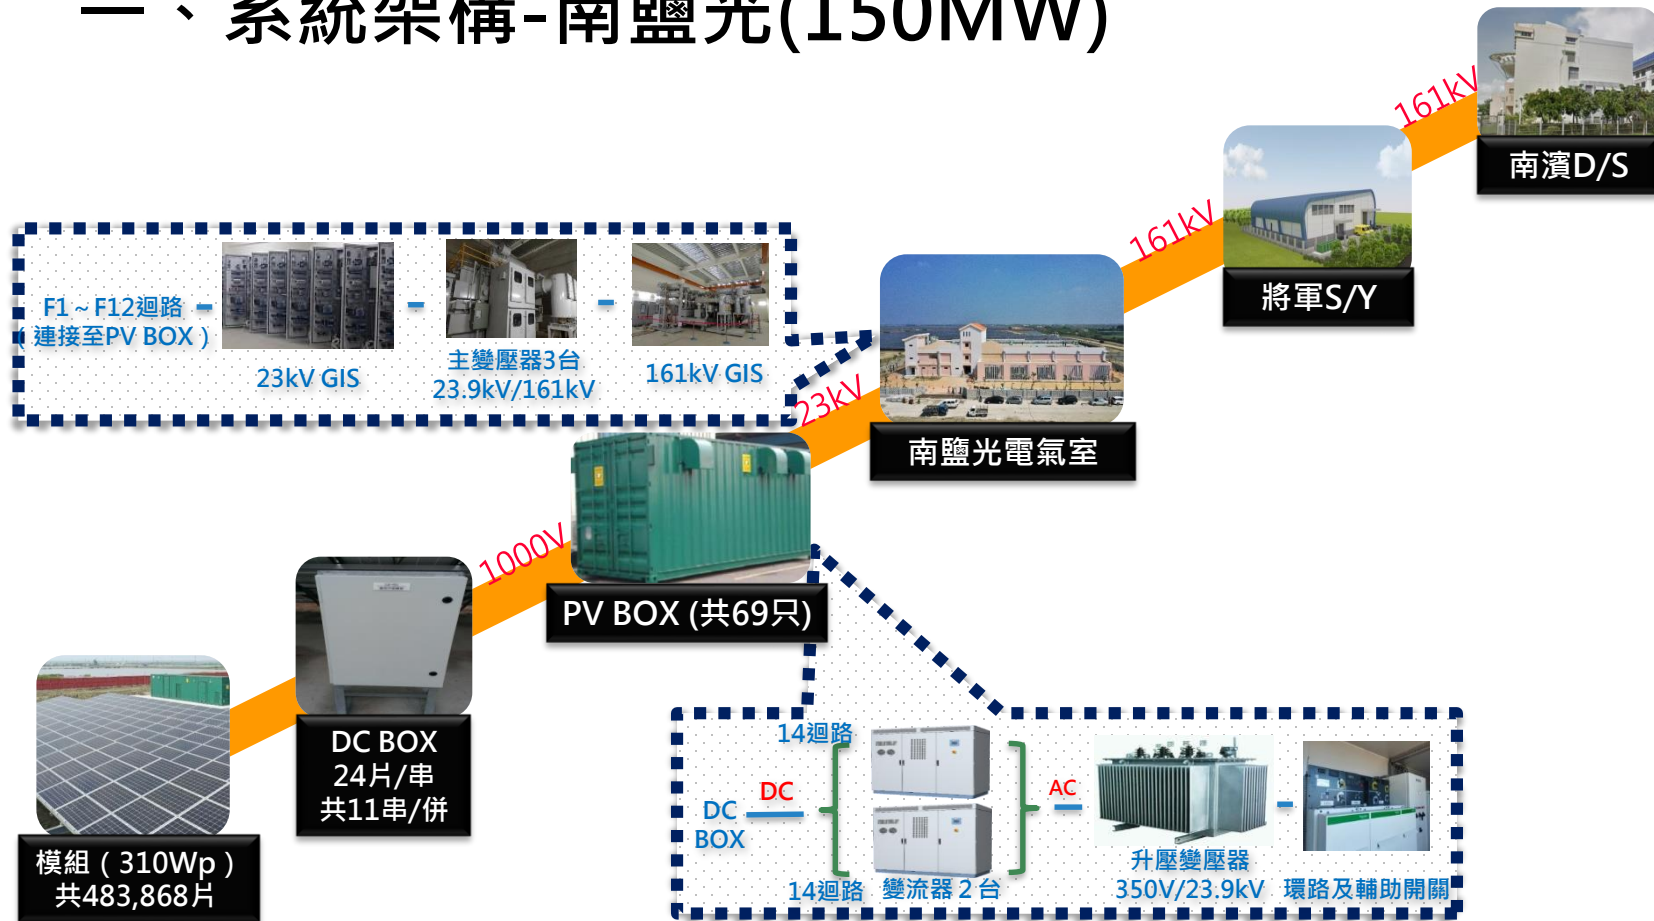 一、系統架構-南鹽光(150MW)
161kV
南濱D/S
161kV
將軍S/Y
F1~F12迴路
(連接至PV BOX)
23kV GIS
主變壓器3台
23.9kV/161kV
161kV GIS
23kV
南鹽光電氣室
1000V
PV BOX (共69只)
DC BOX
24片/串
共11串/併
模組(310Wp)
共483,868片
14迴路
DC
BOX
DC
14迴路
變流器2台
AC
升壓變壓器
350V/23.9kV
環路及輔助開關